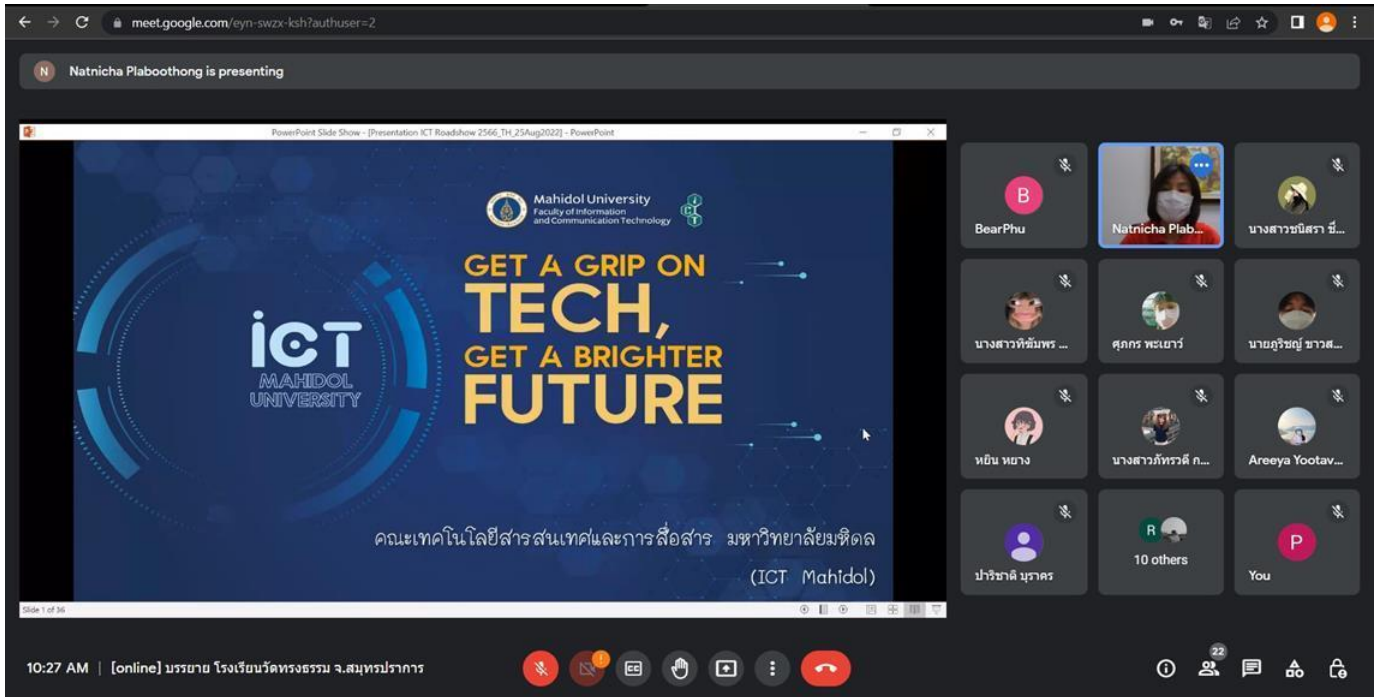 meet.google.com/eyn-swzx-ksh?authuser=2
N Natnicha Plaboothong is presenting
PowerPoint Slide Show - [Presentation ICT Roadshow 2566_TH_25Aug2022] - PowerPoint
Mahidol University
Faculty of Information
and Communication Technology
ICT
GET A GRIP ON
TECH,
GET A BRIGHTER
FUTURE
iCT
MAHIDOL
UNIVERSITY
คณะเทคโนโลยีสารสนเทศและการสื่อสาร มหาวิทยาลัยมหิดล
(ICT Mahidol)
Slide 1 of 36
B
BearPhu
Natnicha Plab...
นางสาวชนิสรา ชื่...
นางสาวทิฆัมพร ...
ศุภกร พะเยาว์
นายภูริชญ์ ขาวส...
หยิน หยาง
นางสาวภัทรวดี ก...
Areeya Yootav...
ปาริชาติ บุราคร
R
10 others
P
You
10:27 AM | [online] บรรยาย โรงเรียนวัดทรงธรรม จ.สมุทรปราการ
CC
22